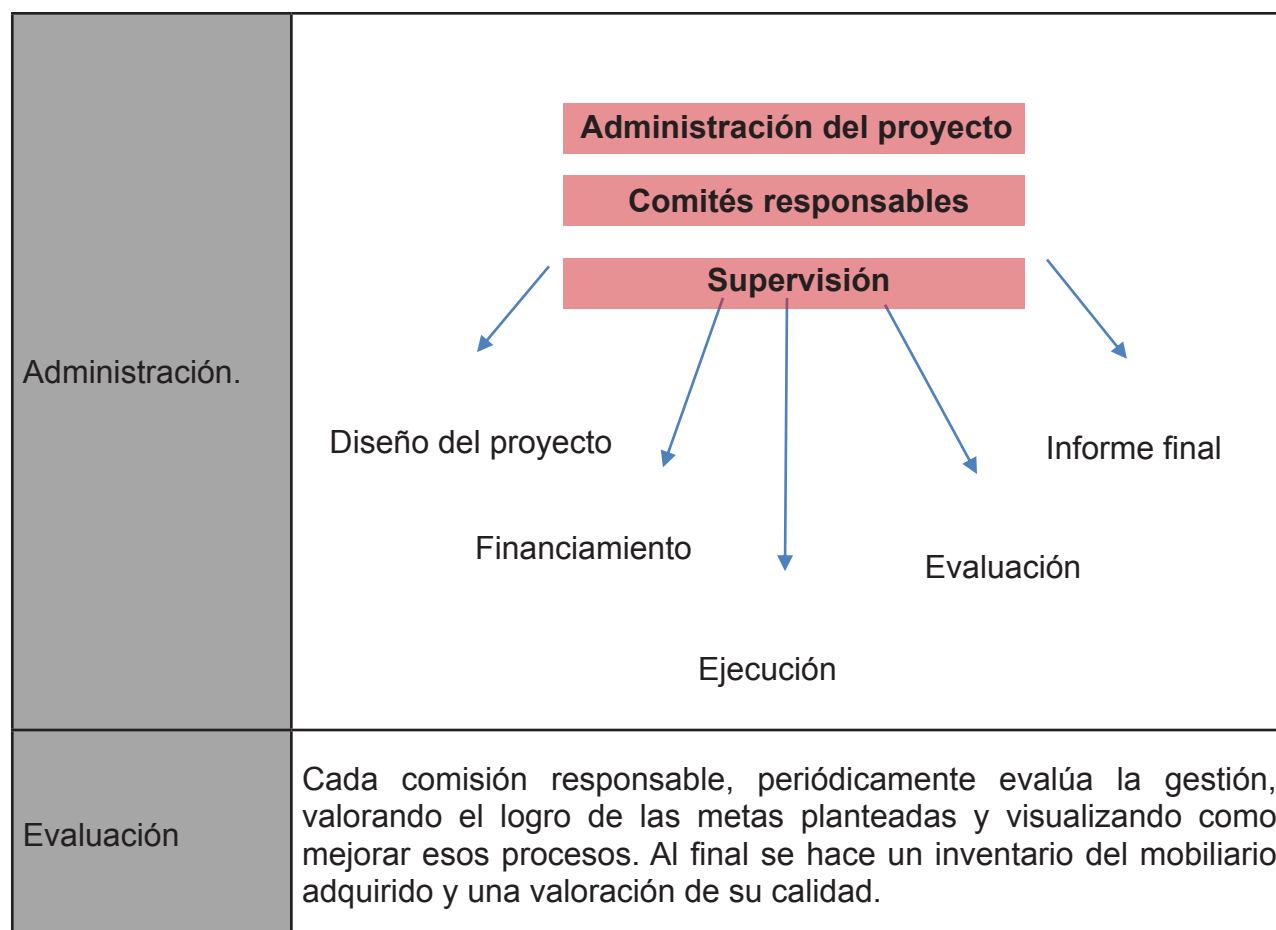 Administración.
Administración del proyecto
Comités responsables
Supervisión
Diseño del proyecto
Informe final
Financiamiento
Evaluación
Ejecución
Evaluación
Cada comisión responsable, periódicamente evalúa la gestión,
valorando el logro de las metas planteadas y visualizando como
mejorar esos procesos. Al final se hace un inventario del mobiliario
adquirido y una valoración de su calidad.